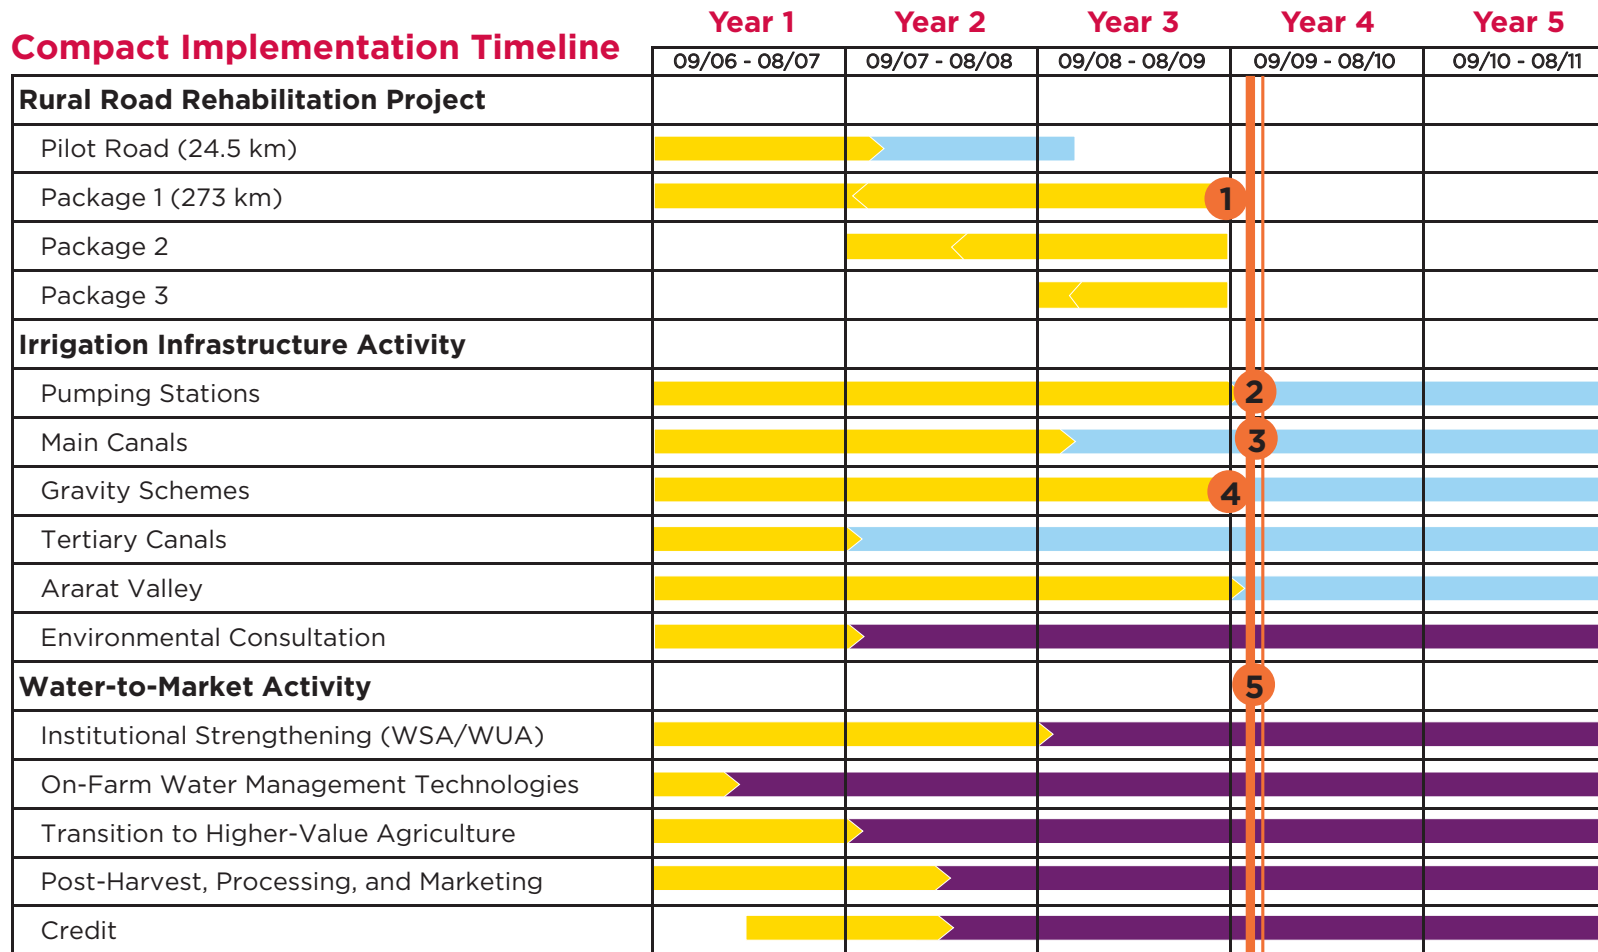 Year 1 Year 2 Year 3 Year 4 Year 5
Compact Implementation Timeline
09/06 - 08/07 09/07 - 08/08 09/08 - 08/09 09/09 - 08/10 09/10 - 08/11
Rural Road Rehabilitation Project
Pilot Road (24.5 km)
Package 1 (273 km) 1
Package 2
Package 3
Irrigation Infrastructure Activity
Pumping Stations 2
Main Canals 3
Gravity Schemes 4
Tertiary Canals
Ararat Valley
Environmental Consultation
Water-to-Market Activity 5
Institutional Strengthening (WSA/WUA)
On-Farm Water Management Technologies
Transition to Higher-Value Agriculture
Post-Harvest, Processing, and Marketing
Credit